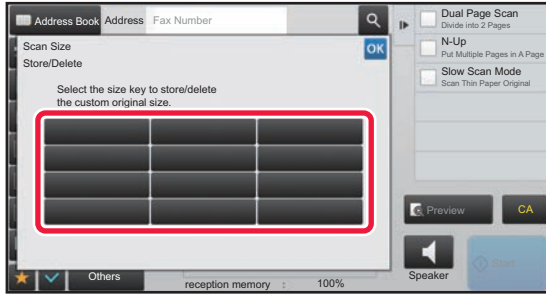 Address Book Address Fax Number
Scan Size
OK
Store/Delete
Select the size key to store/delete
the custom original size.
Dual Page Scan
Divide into 2 Pages
N-Up
Put Multiple Pages in A Page
Slow Scan Mode
Scan Thin Paper Original
Preview
CA
Start
Speaker
Others
reception memory : 100%